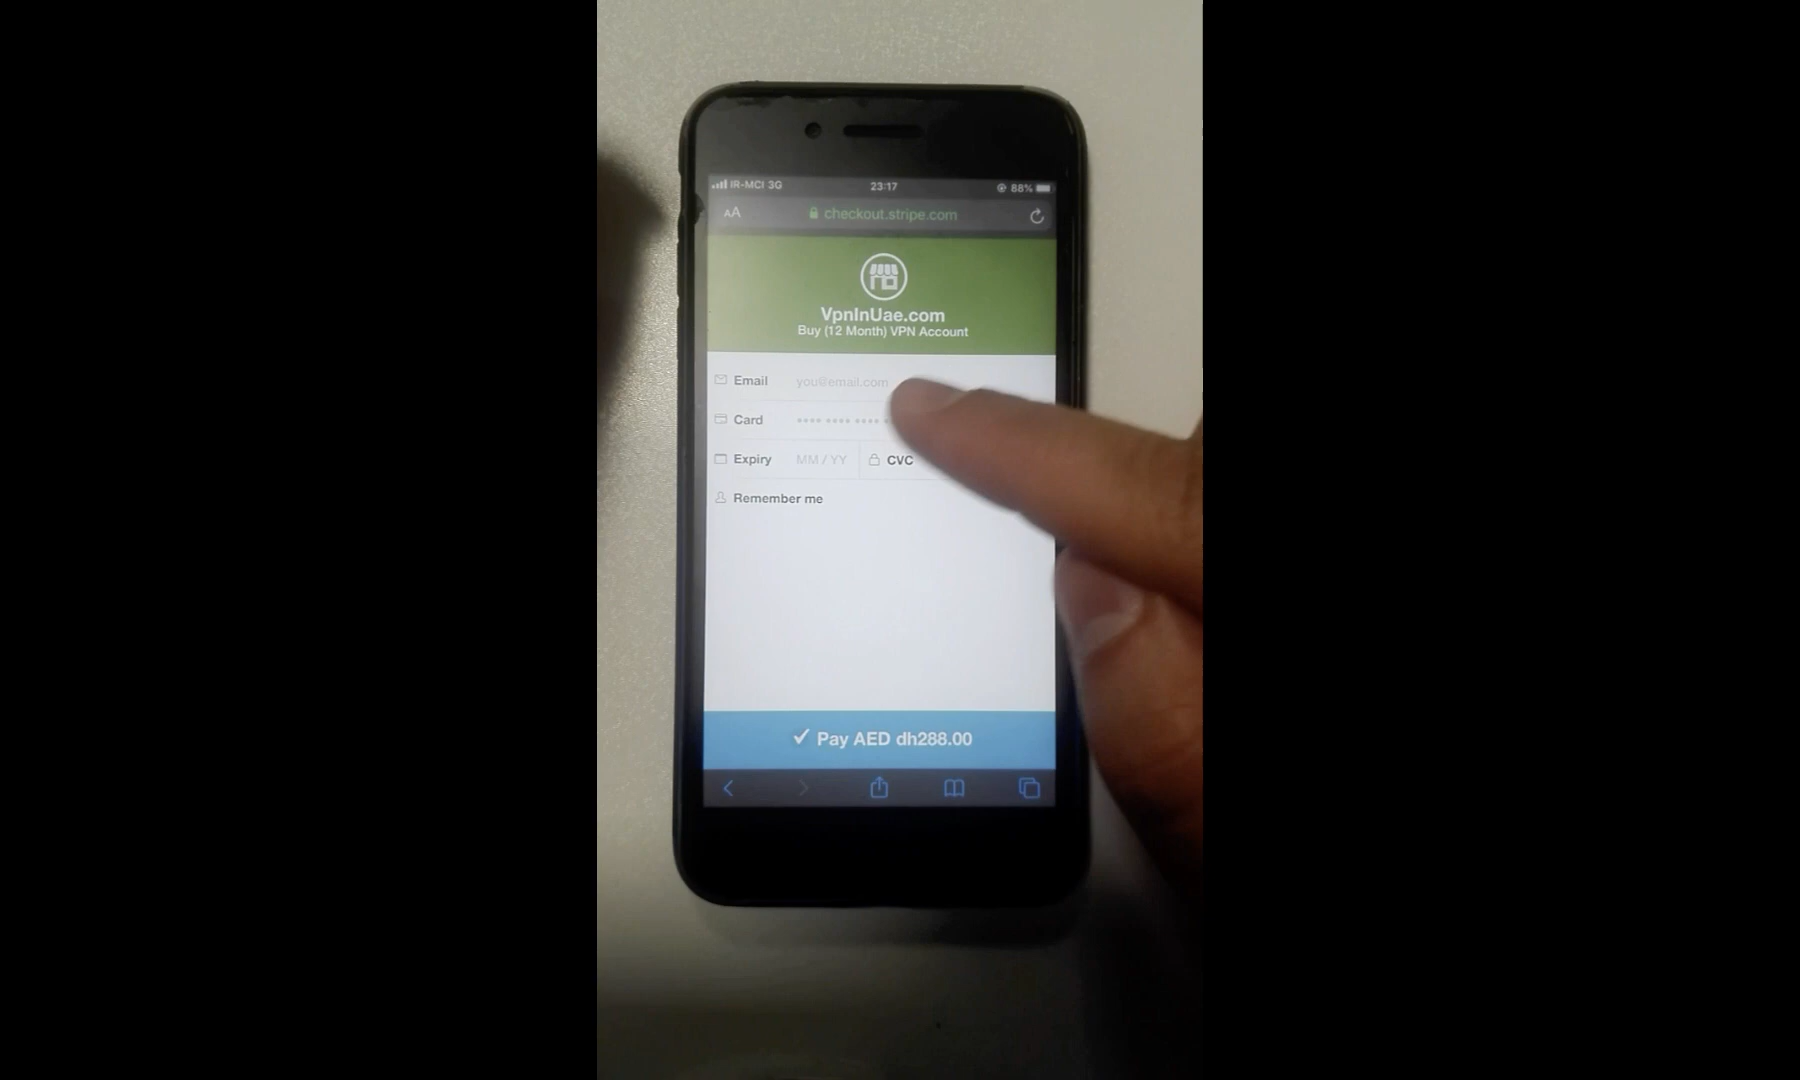 IR-MCI 3G 23:17 88%
AA checkout.stripe.com
VpnInUae.com
Buy (12 Month) VPN Account
Email you@email.com
Card •••• •••• ••••
Expiry MM / YY CVC
Remember me
✓ Pay AED dh288.00